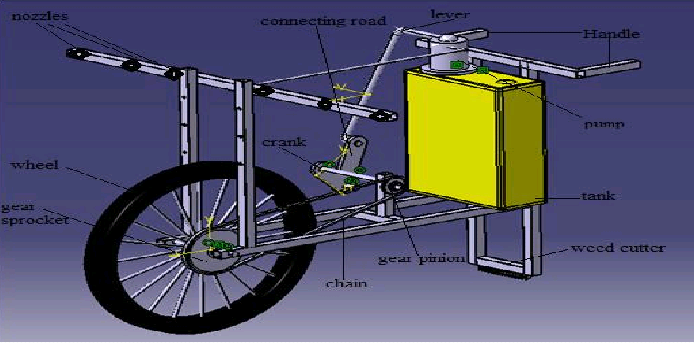 nozzles
connecting road
lever
Handle
pump
crank
wheel
tank
gear
sprocket
weed cutter
gear pinion
chain